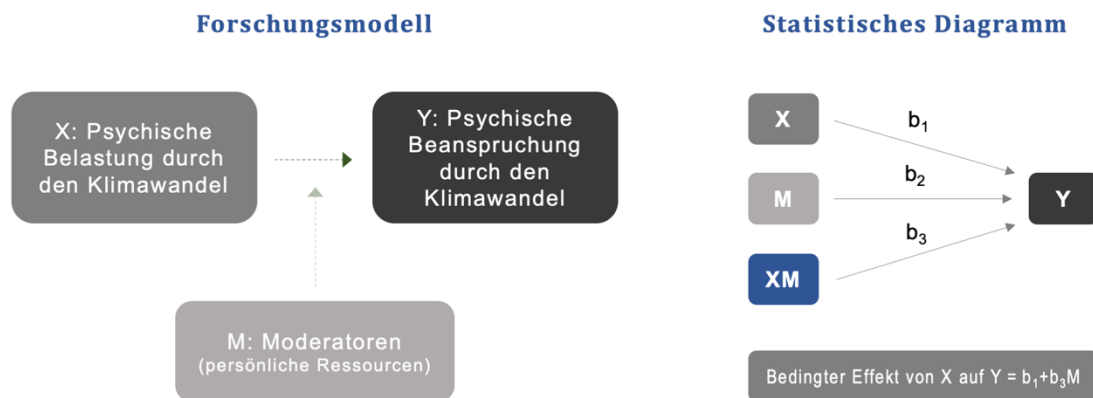 Forschungsmodell
X: Psychische
Belastung durch
den Klimawandel
Y: Psychische
Beanspruchung
durch den
Klimawandel
M: Moderatoren
(persönliche Ressourcen)
Statistisches Diagramm
X
M
XM
b₁
b₂
b₃
Y
Bedingter Effekt von X auf Y = b₁+b₃M